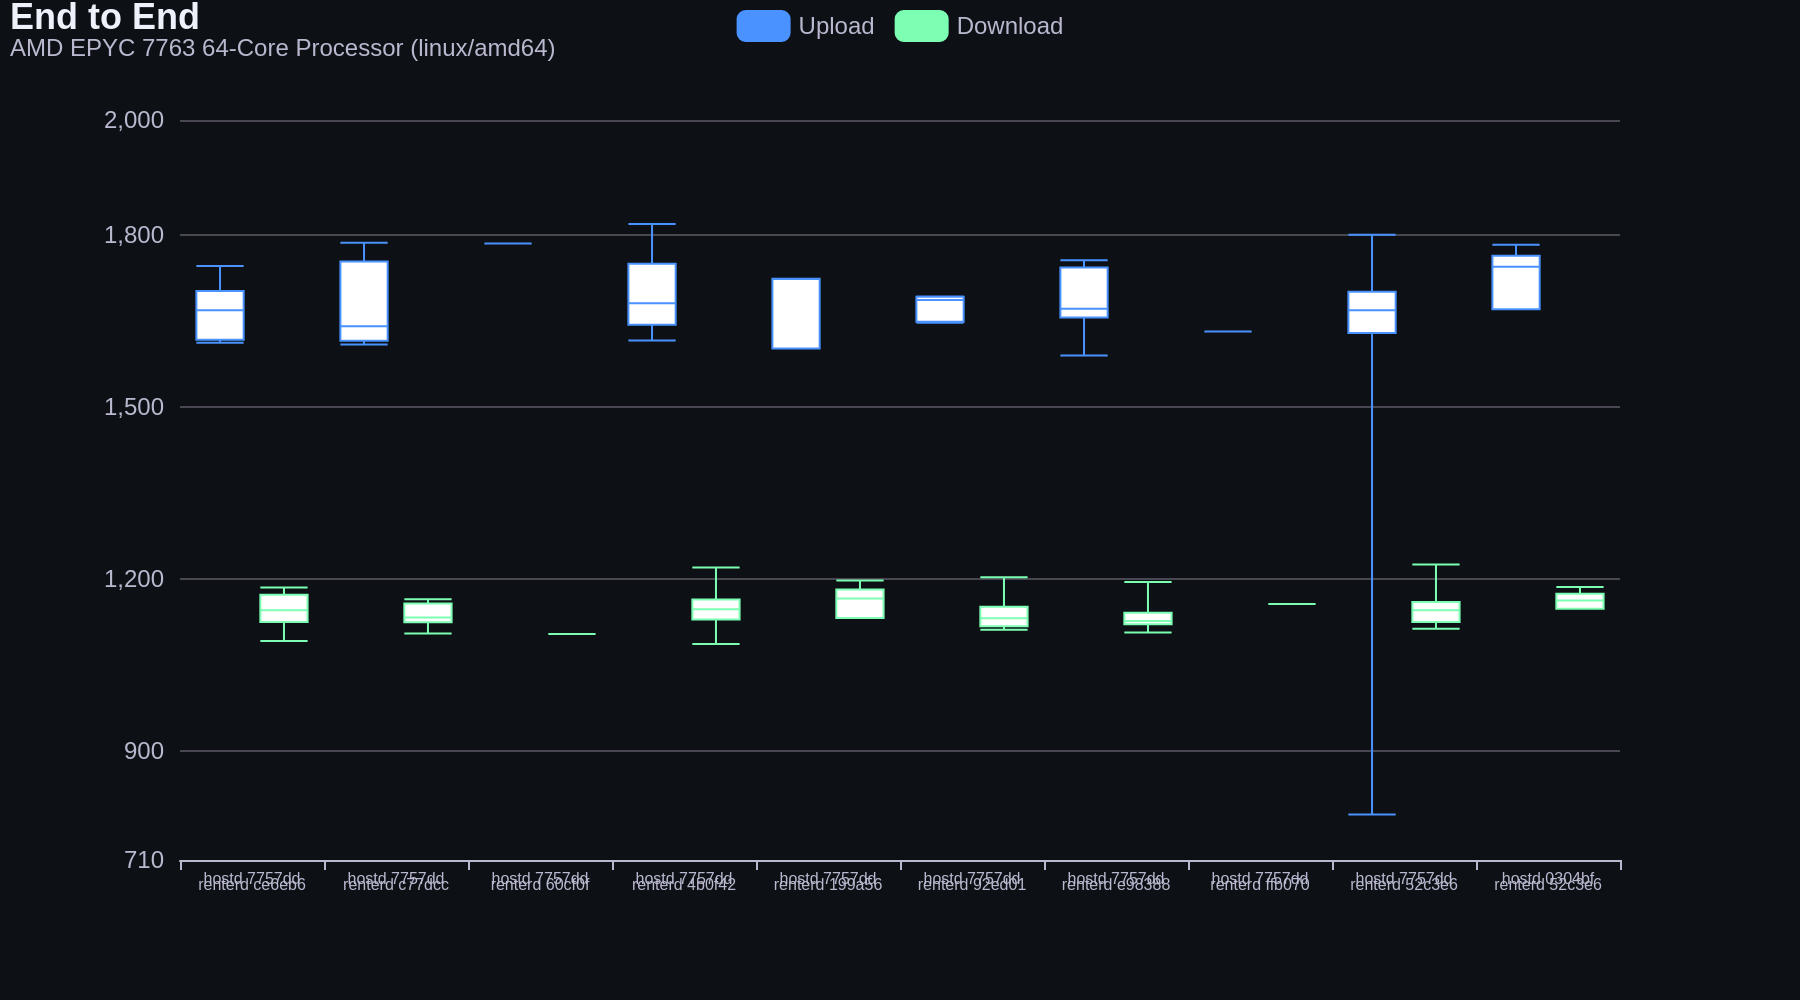 End to End
AMD EPYC 7763 64-Core Processor (linux/amd64)
Upload
Download
2,000
1,800
1,500
1,200
900
710
hostd 7757dd
renterd ce6eb6
hostd 7757dd
renterd c77dcc
hostd 7757dd
renterd 60cf0f
hostd 7757dd
renterd 4b0f42
hostd 7757dd
renterd 199a56
hostd 7757dd
renterd 92ed01
hostd 7757dd
renterd e98388
hostd 7757dd
renterd ffb070
hostd 7757dd
renterd 52c3e6
hostd 0304bf
renterd 52c3e6